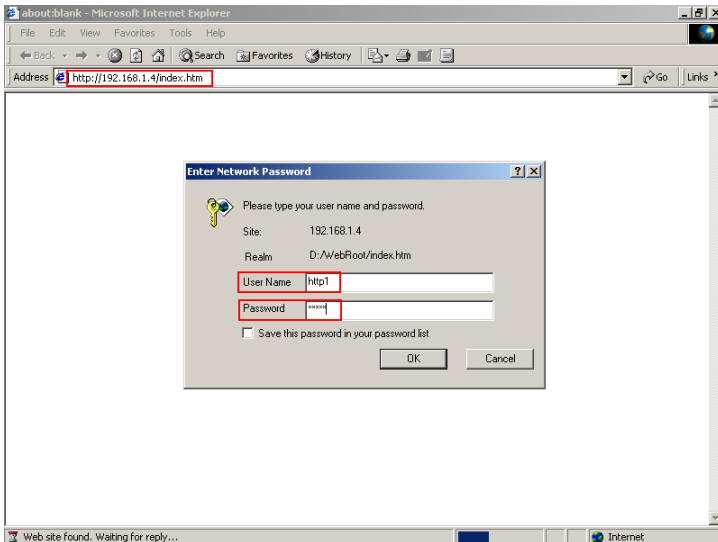 about:blank - Microsoft Internet Explorer
File Edit View Favorites Tools Help
Back Search Favorites History
Address http://192.168.1.4/index.htm Go Links »
Enter Network Password
Please type your user name and password.
Site: 192.168.1.4
Realm D:/WebRoot/index.htm
User Name http1
Password *****
Save this password in your password list
OK Cancel
Web site found. Waiting for reply... Internet